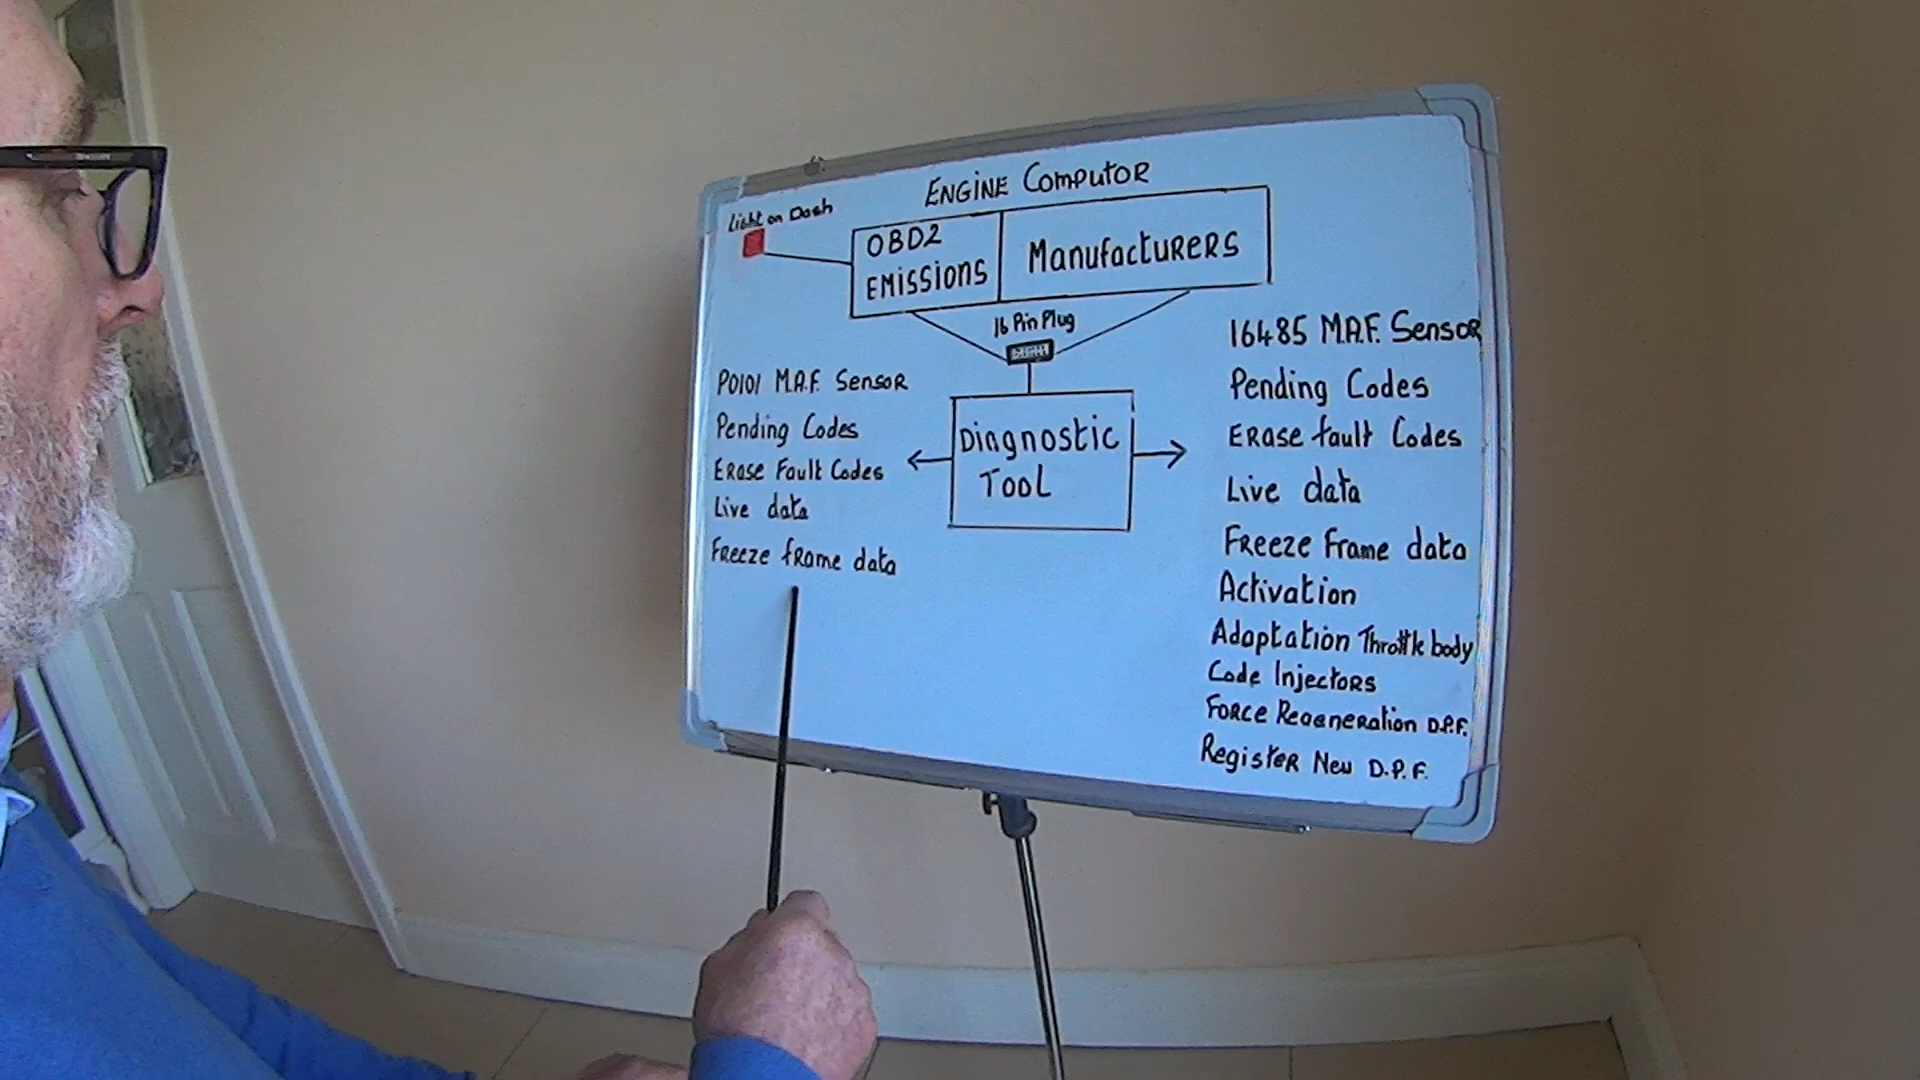 ENGINE COMPUTOR
Light on Dash
OBD2
EMISSIONS
Manufacturers
16 Pin Plug
P0101 M.A.F. Sensor
Pending Codes
Erase Fault Codes
Live data
Freeze frame data
Diagnostic
Tool
16485 M.A.F. Sensor
Pending Codes
Erase fault Codes
Live data
Freeze Frame data
Activation
Adaptation Throttle body
Code Injectors
Force Regeneration D.P.F.
Register New D.P.F.